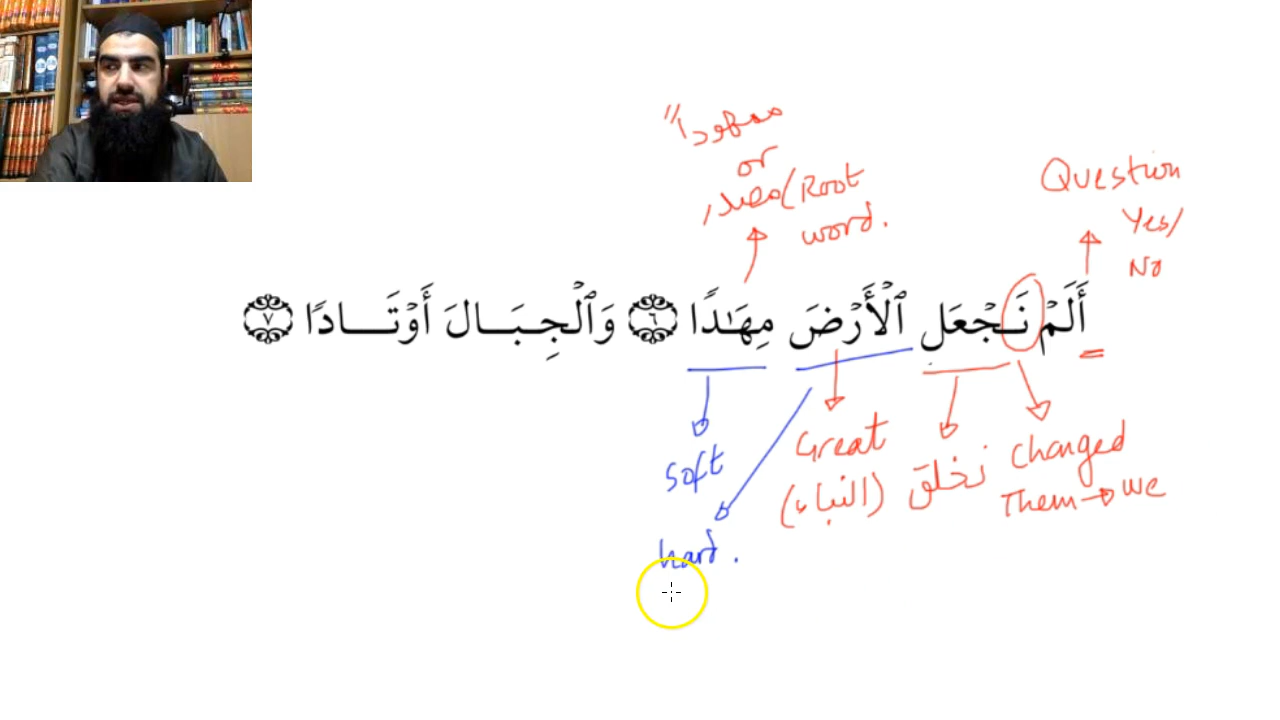 ممهودا"
or
مصدر/Root
word.
Question
Yes/
No
أَلَمْ نَجْعَلِ ٱلْأَرْضَ مِهَـٰدًا ٦ وَٱلْجِبَالَ أَوْتَادًا ٧
soft
hard.
Great
(النباء)
نخلق
Changed
Them → We